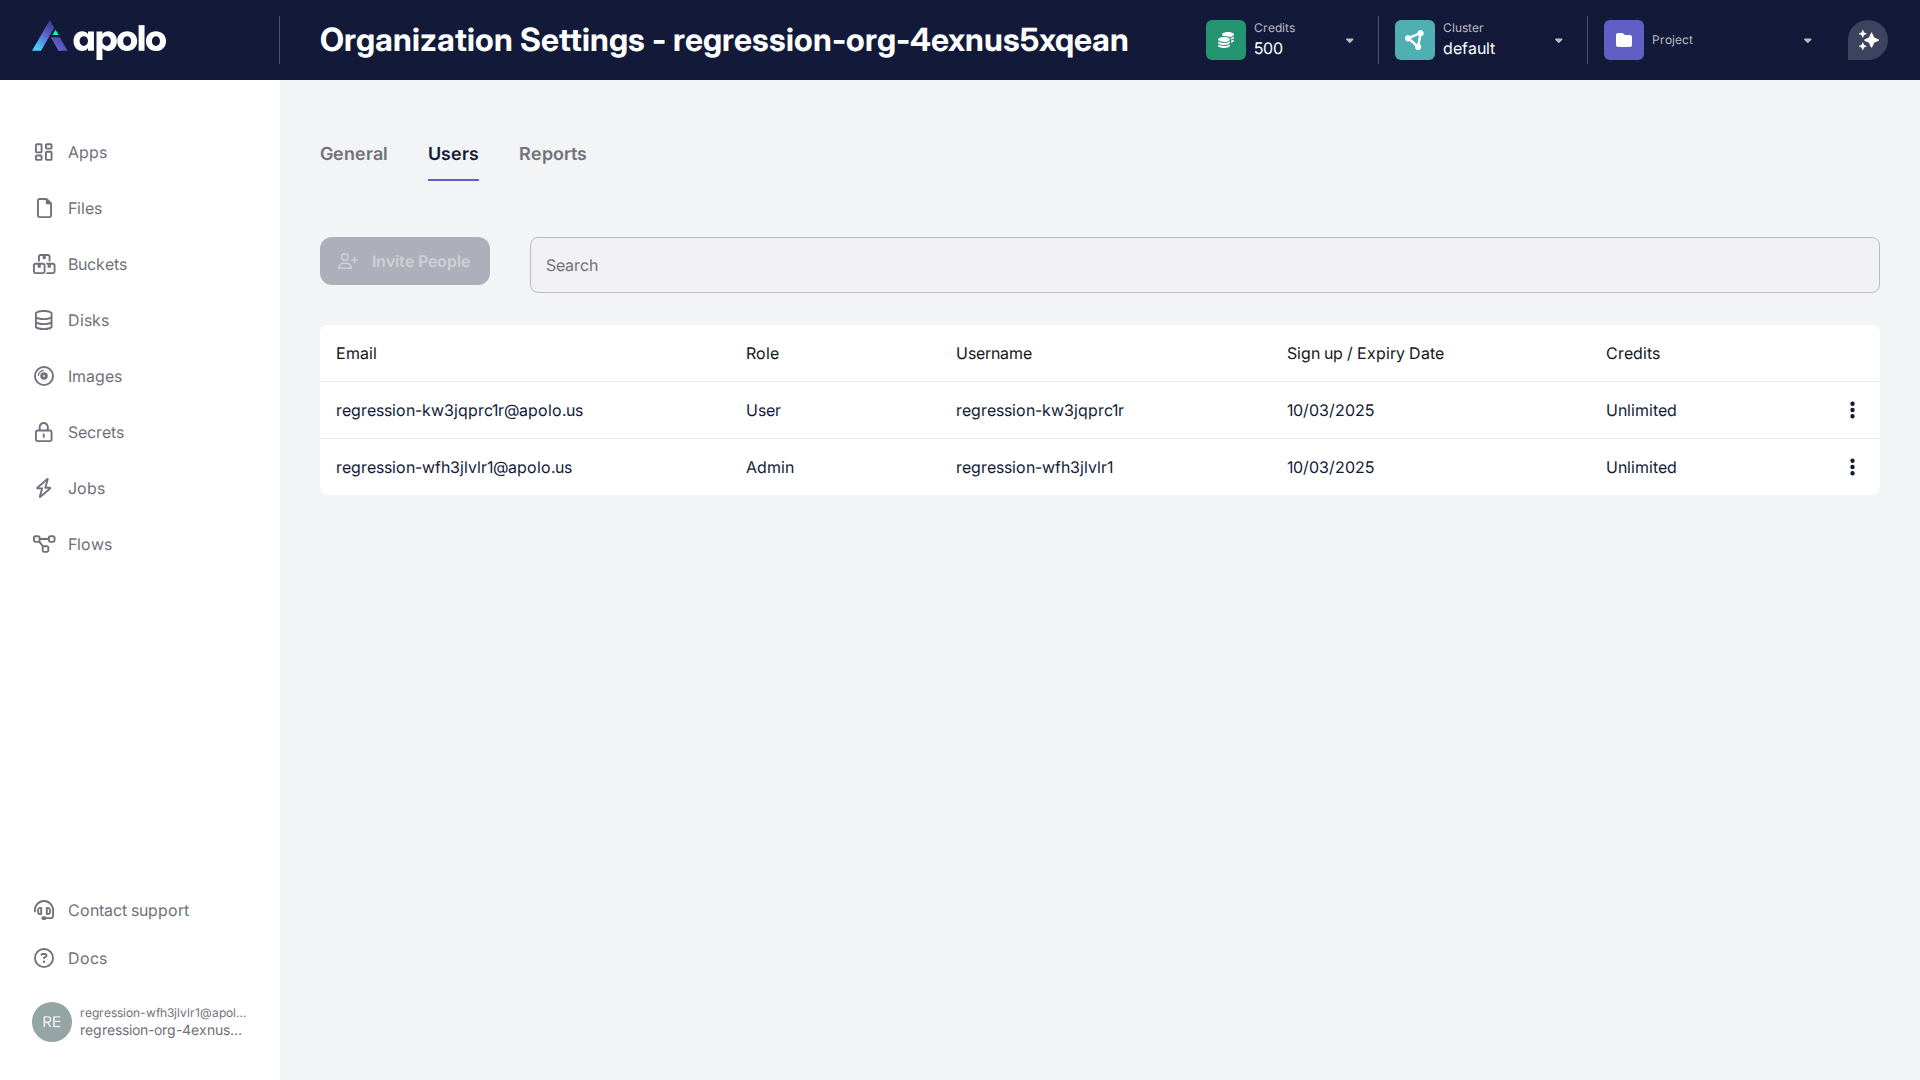 apolo
Organization Settings - regression-org-4exnus5xqean
Credits
500
Cluster
default
Project
Apps
Files
Buckets
Disks
Images
Secrets
Jobs
Flows
Contact support
Docs
RE
regression-wfh3jlvlr1@apol...
regression-org-4exnus...
General Users Reports
Invite People
Search
Email Role Username Sign up / Expiry Date Credits
regression-kw3jqprc1r@apolo.us User regression-kw3jqprc1r 10/03/2025 Unlimited
regression-wfh3jlvlr1@apolo.us Admin regression-wfh3jlvlr1 10/03/2025 Unlimited